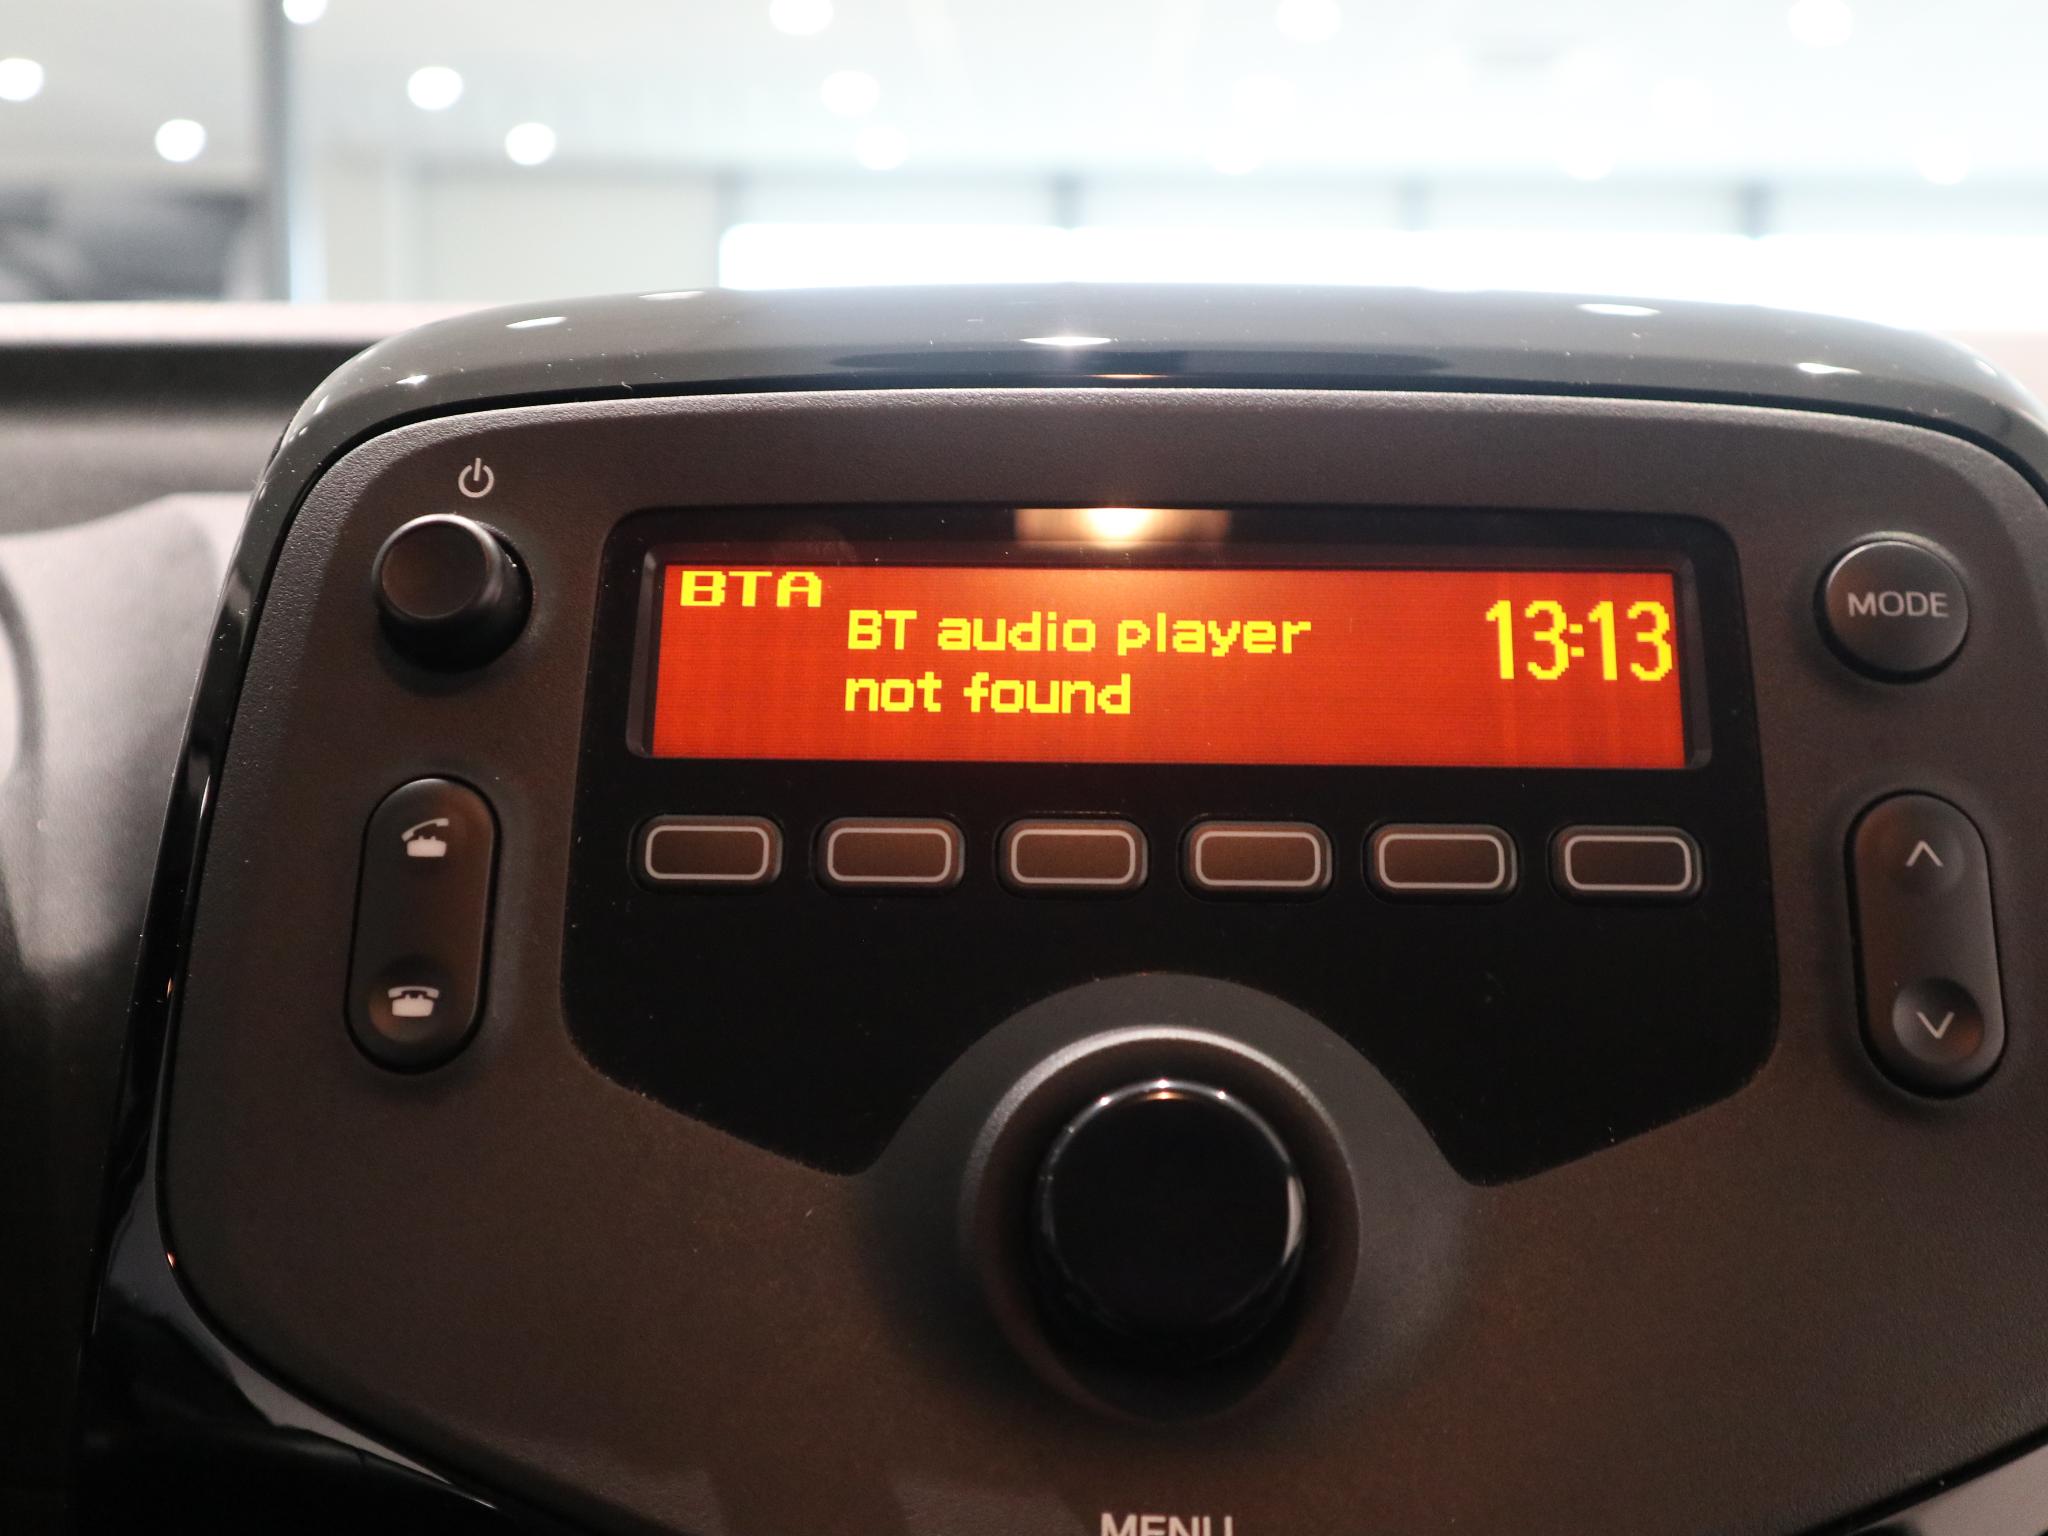 BTA
BT audio player
not found
13:13
MODE
MENU